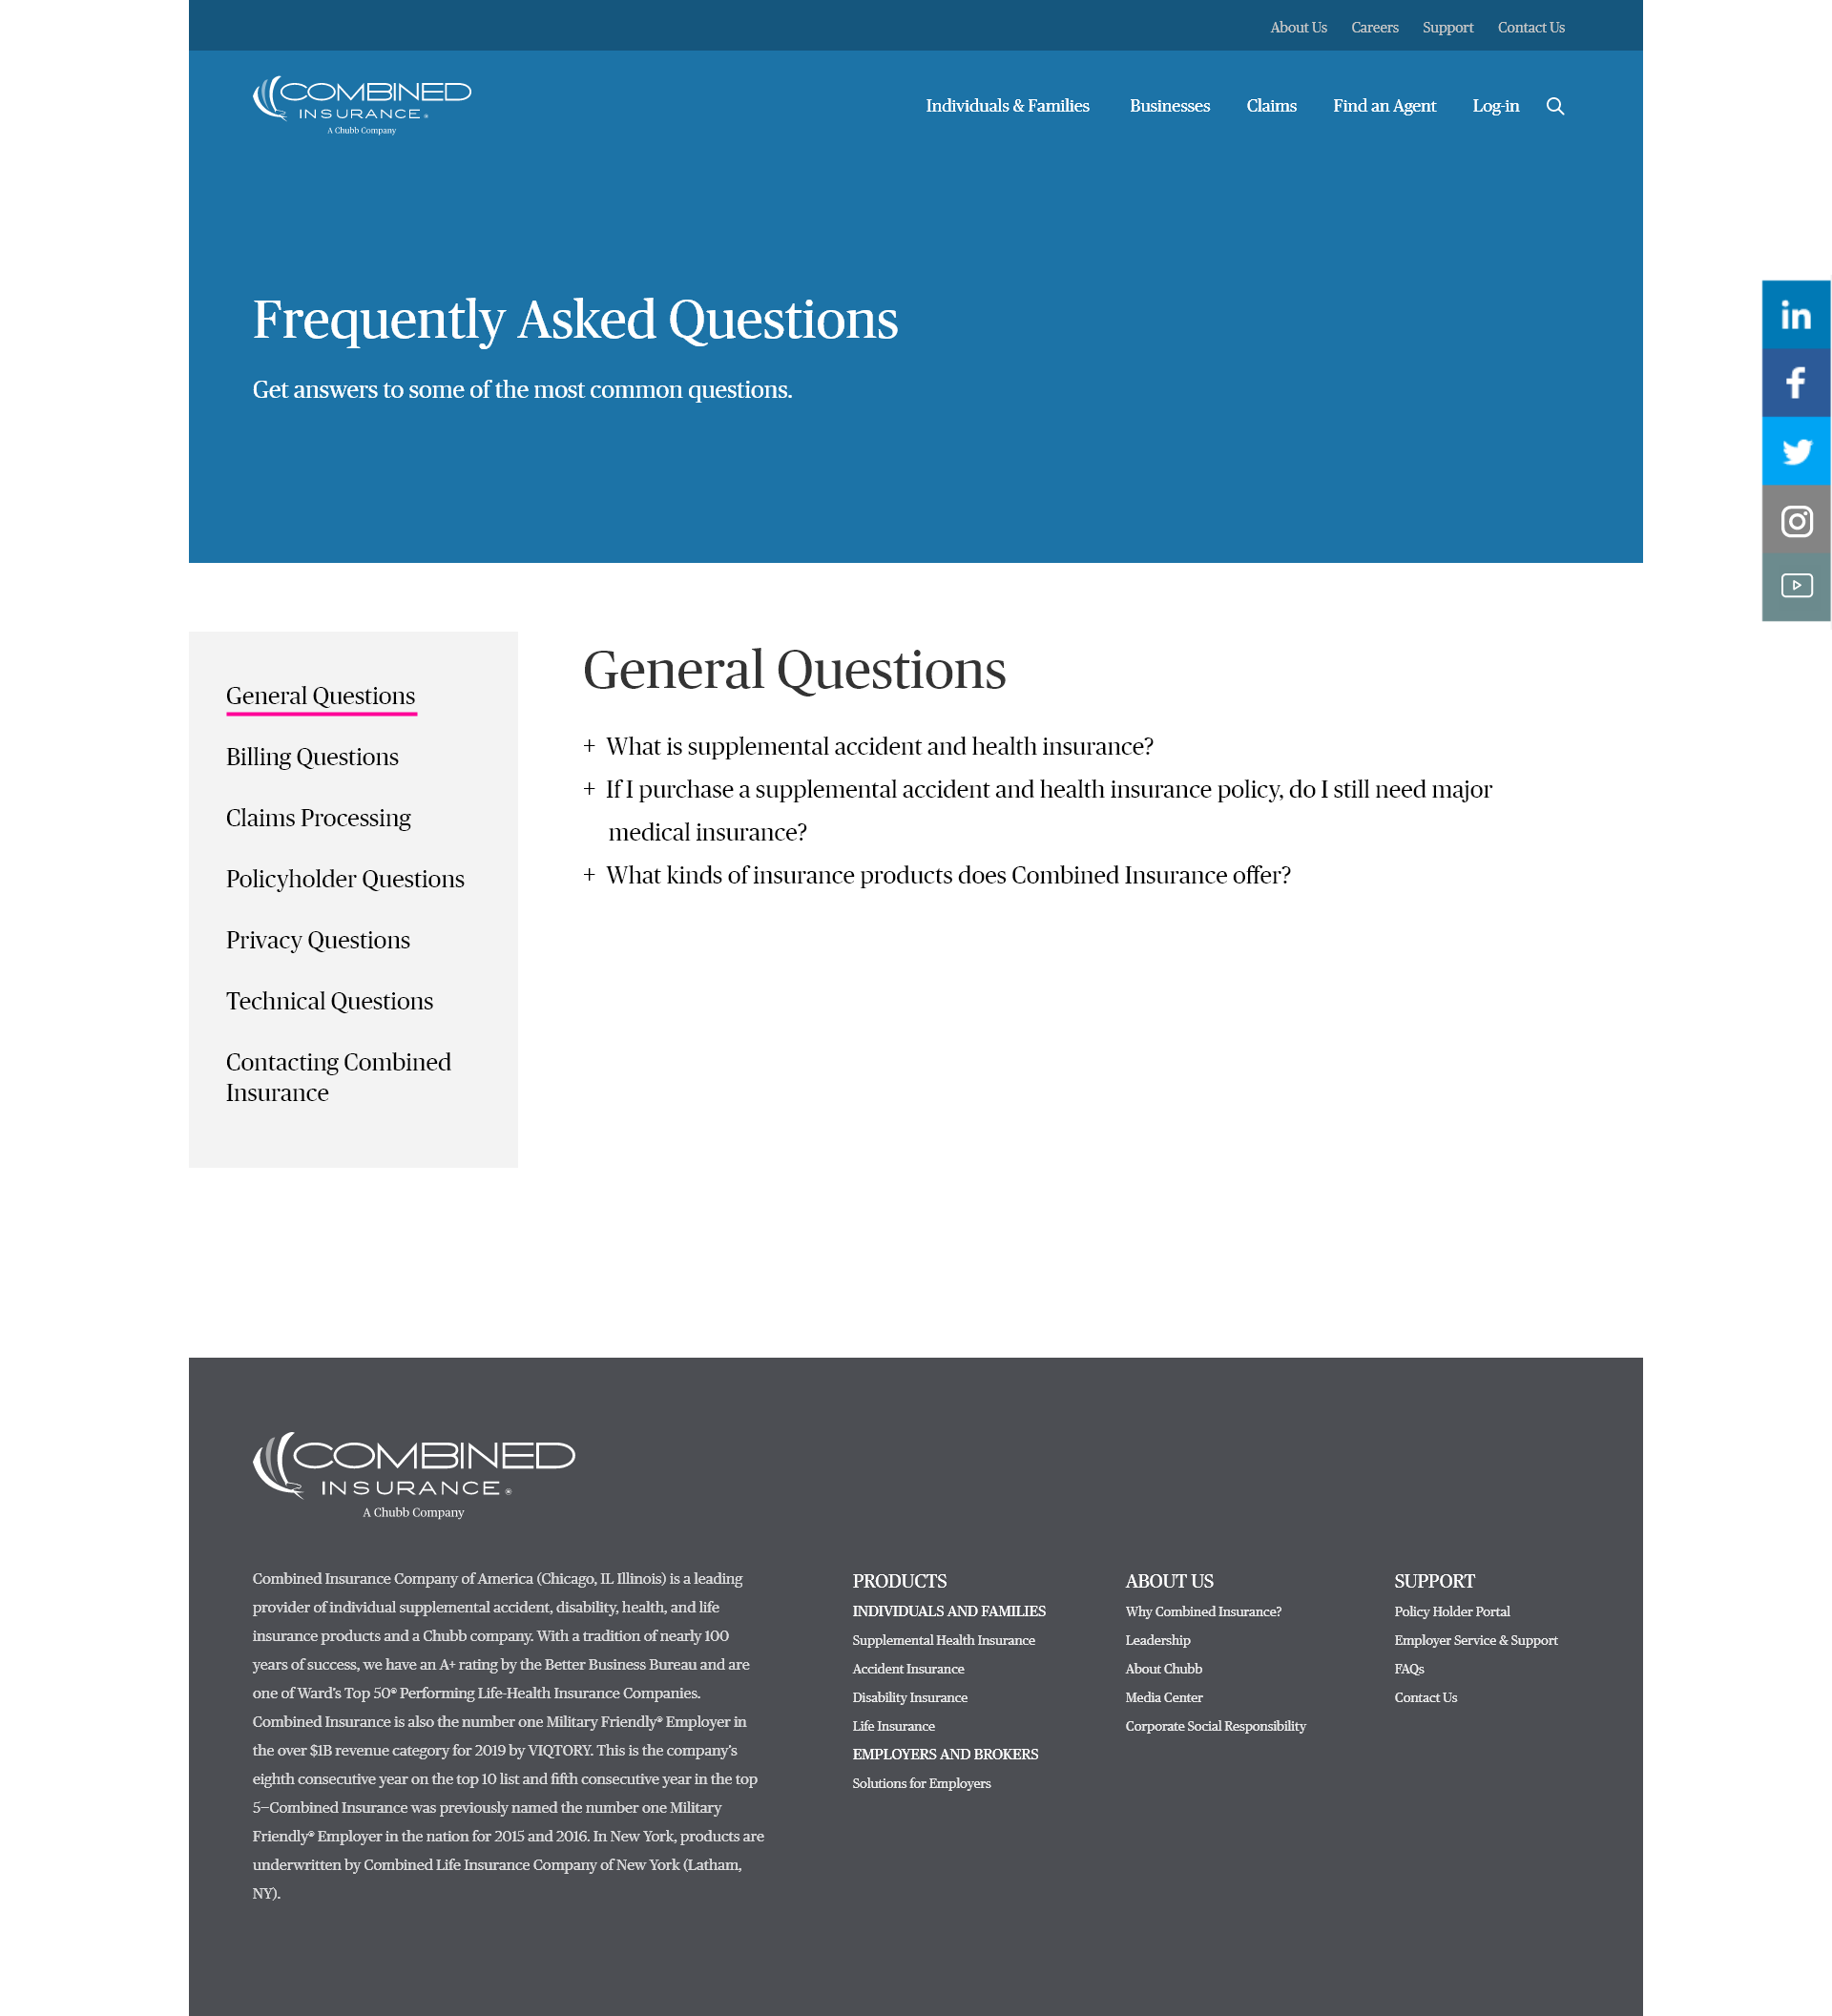 About Us Careers Support Contact Us
COMBINED
INSURANCE®
A Chubb Company
Individuals & Families Businesses Claims Find an Agent Log-in
Frequently Asked Questions
Get answers to some of the most common questions.
in
f
General Questions
Billing Questions
Claims Processing
Policyholder Questions
Privacy Questions
Technical Questions
Contacting Combined
Insurance
General Questions
+ What is supplemental accident and health insurance?
+ If I purchase a supplemental accident and health insurance policy, do I still need major
medical insurance?
+ What kinds of insurance products does Combined Insurance offer?
COMBINED
INSURANCE®
A Chubb Company
Combined Insurance Company of America (Chicago, IL Illinois) is a leading
provider of individual supplemental accident, disability, health, and life
insurance products and a Chubb company. With a tradition of nearly 100
years of success, we have an A+ rating by the Better Business Bureau and are
one of Ward's Top 50® Performing Life-Health Insurance Companies.
Combined Insurance is also the number one Military Friendly® Employer in
the over $1B revenue category for 2019 by VIQTORY. This is the company's
eighth consecutive year on the top 10 list and fifth consecutive year in the top
5—Combined Insurance was previously named the number one Military
Friendly® Employer in the nation for 2015 and 2016. In New York, products are
underwritten by Combined Life Insurance Company of New York (Latham,
NY).
PRODUCTS
INDIVIDUALS AND FAMILIES
Supplemental Health Insurance
Accident Insurance
Disability Insurance
Life Insurance
EMPLOYERS AND BROKERS
Solutions for Employers
ABOUT US
Why Combined Insurance?
Leadership
About Chubb
Media Center
Corporate Social Responsibility
SUPPORT
Policy Holder Portal
Employer Service & Support
FAQs
Contact Us